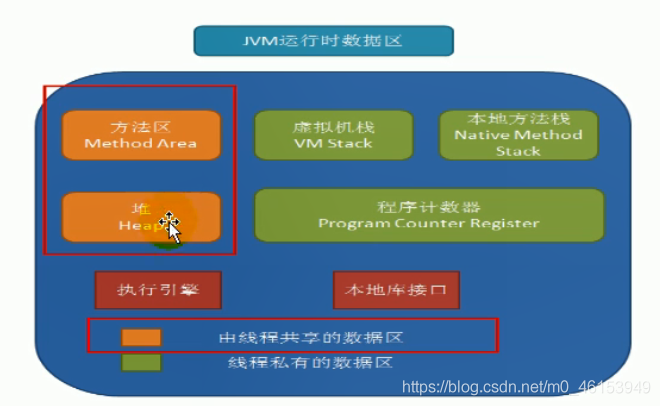 JVM运行时数据区
方法区
Method Area
虚拟机栈
VM Stack
本地方法栈
Native Method
Stack
堆
Heap
程序计数器
Program Counter Register
执行引擎
本地库接口
由线程共享的数据区
线程私有的数据区
https://blog.csdn.net/m0_46153949